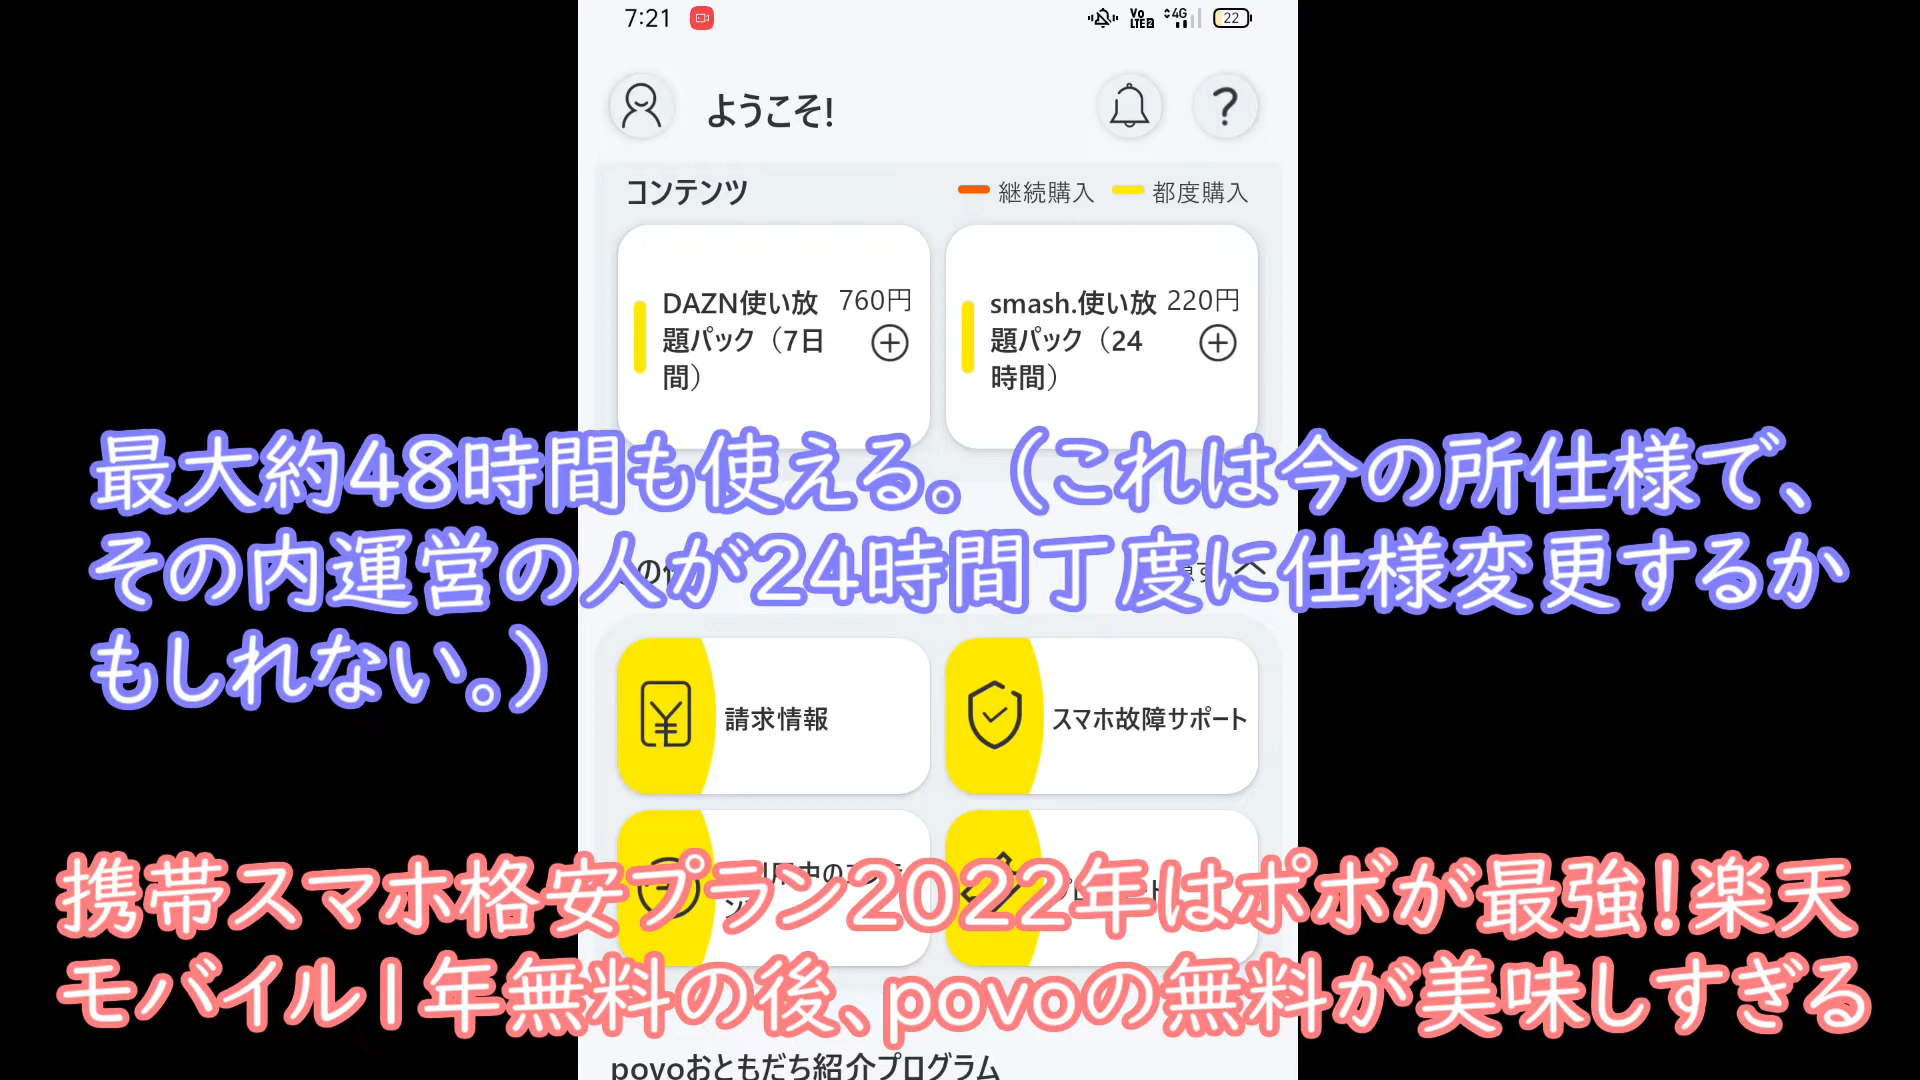 7:21
Vo LTE2 4G 22
ようこそ!
コンテンツ
継続購入 都度購入
DAZN使い放題パック（7日間） 760円
smash.使い放題パック（24時間） 220円
最大約48時間も使える。（これは今の所仕様で、
その内運営の人が24時間丁度に仕様変更するか
もしれない。）
請求情報
スマホ故障サポート
携帯スマホ格安プラン2022年はポボが最強！楽天
モバイル1年無料の後、povoの無料が美味しすぎる
povoおともだち紹介プログラム